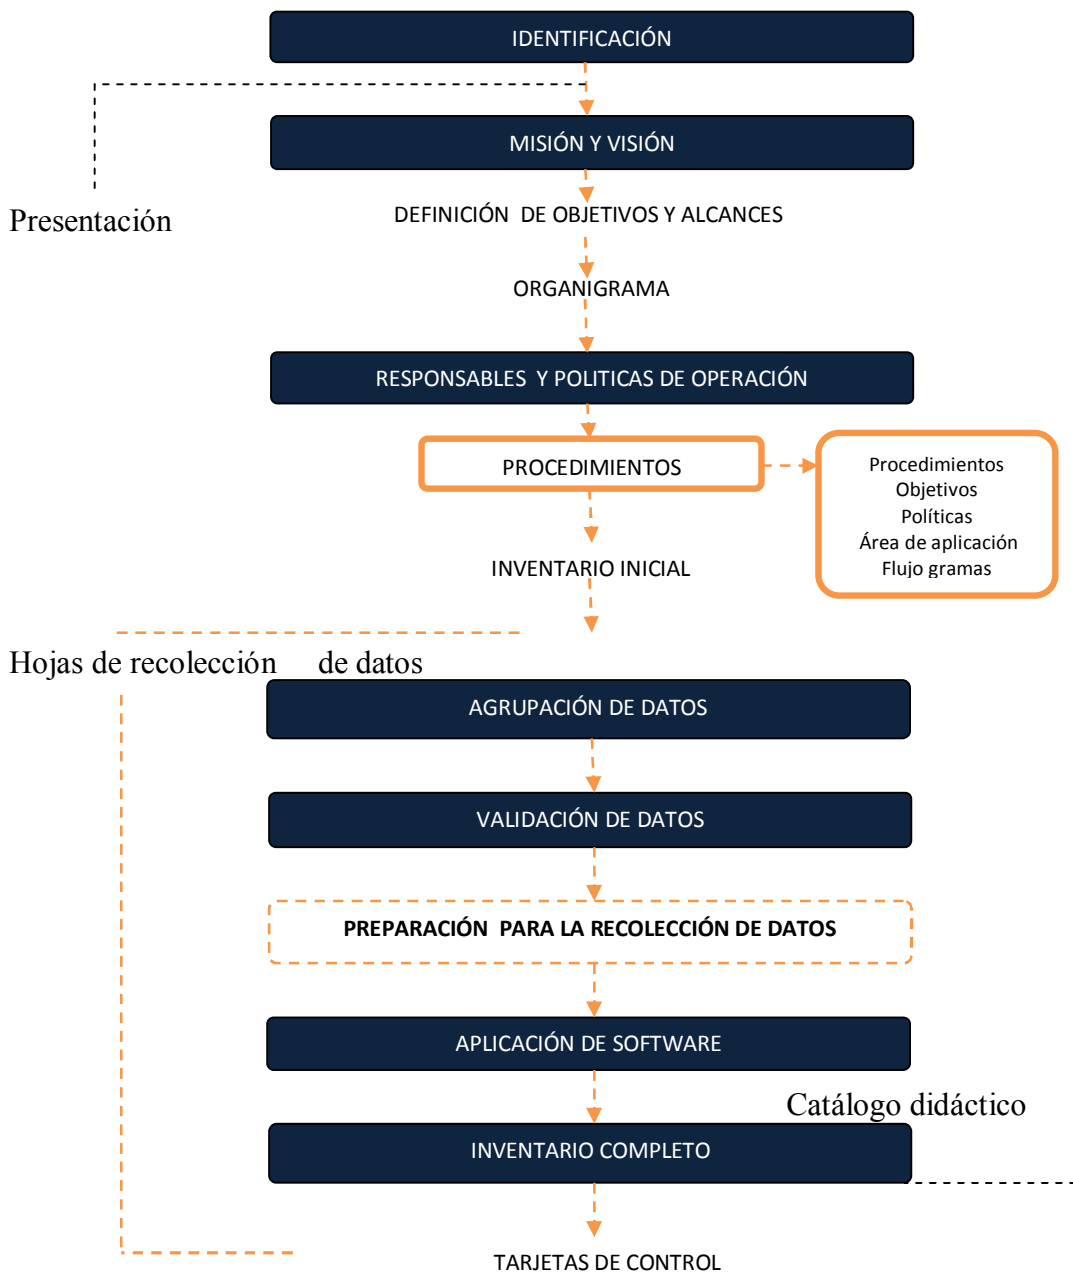 IDENTIFICACIÓN
MISIÓN Y VISIÓN
Presentación
DEFINICIÓN DE OBJETIVOS Y ALCANCES
ORGANIGRAMA
RESPONSABLES Y POLITICAS DE OPERACIÓN
PROCEDIMIENTOS
Procedimientos
Objetivos
Políticas
Área de aplicación
Flujo gramas
INVENTARIO INICIAL
Hojas de recolección de datos
AGRUPACIÓN DE DATOS
VALIDACIÓN DE DATOS
PREPARACIÓN PARA LA RECOLECCIÓN DE DATOS
APLICACIÓN DE SOFTWARE
Catálogo didáctico
INVENTARIO COMPLETO
TARJETAS DE CONTROL